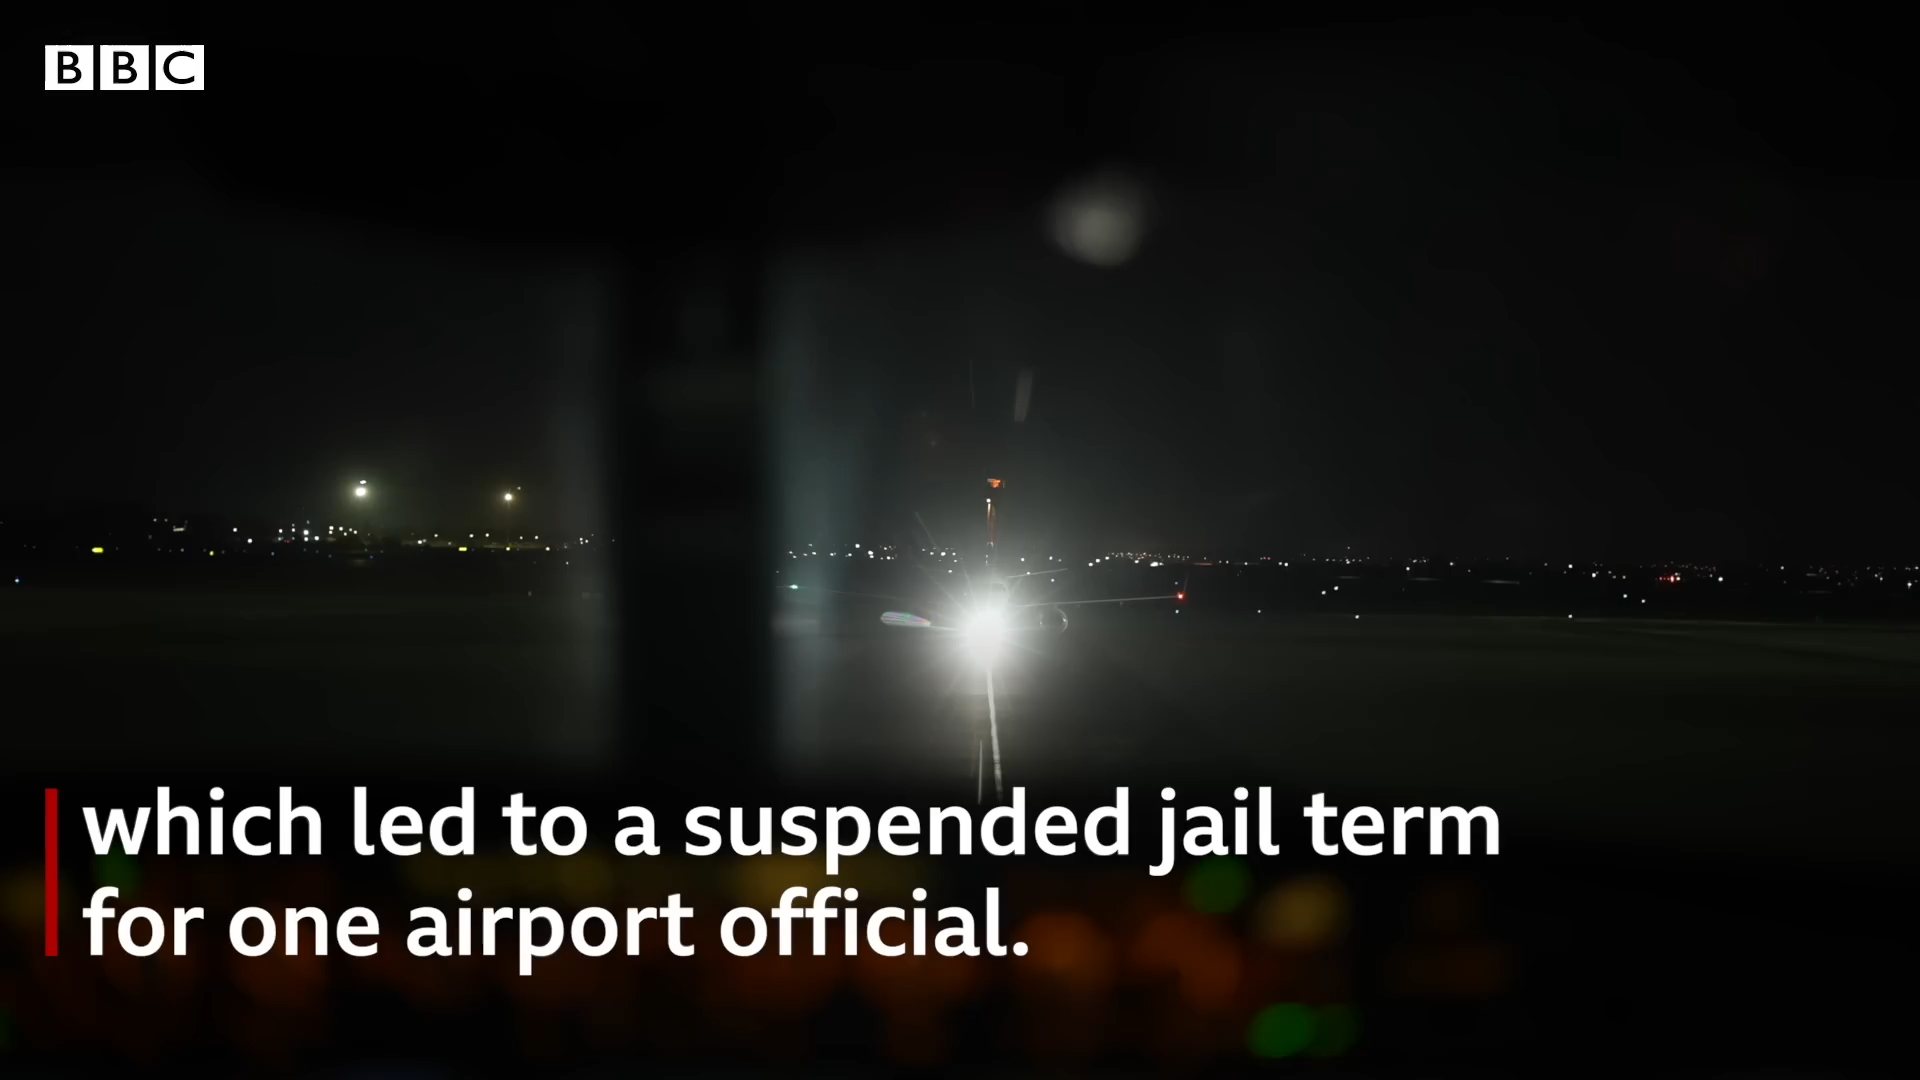 BBC
which led to a suspended jail term
for one airport official.